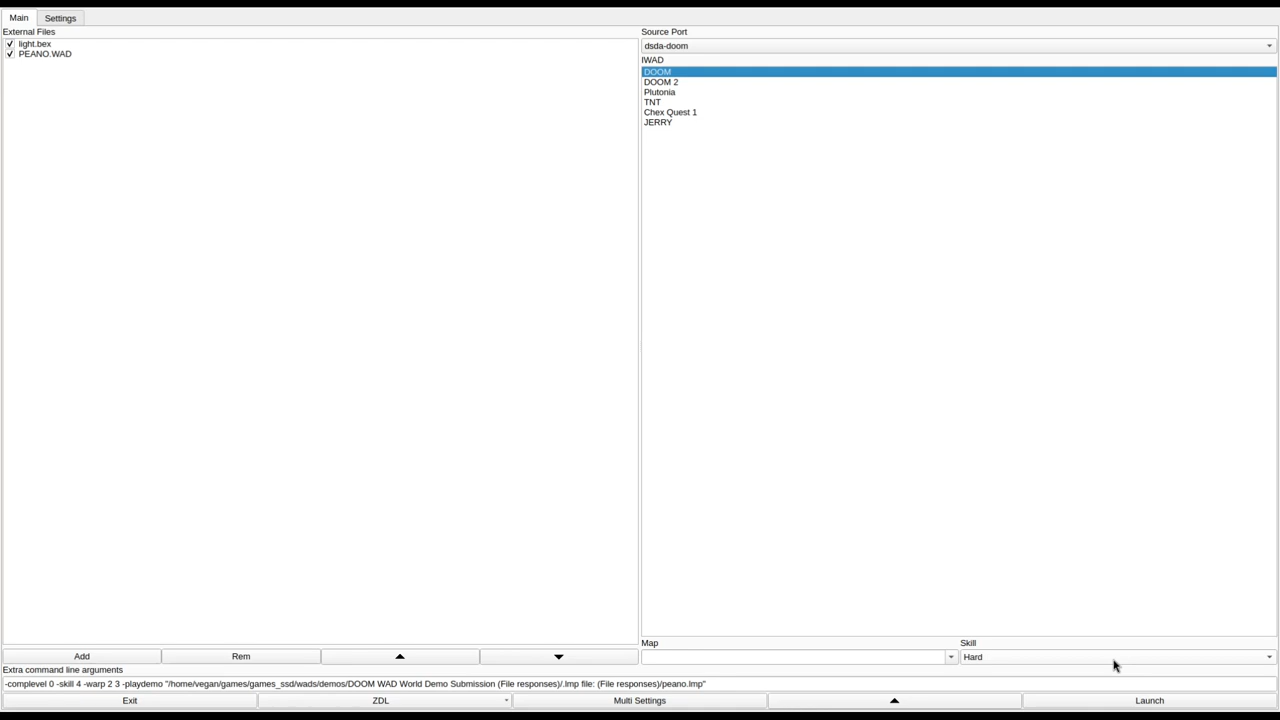 Main Settings
External Files
light.bex
PEANO.WAD
Source Port
dsda-doom
IWAD
DOOM
DOOM 2
Plutonia
TNT
Chex Quest 1
JERRY
Map Skill
Hard
Add Rem
Extra command line arguments
-complevel 0 -skill 4 -warp 2 3 -playdemo "/home/vegan/games/games_ssd/wads/demos/DOOM WAD World Demo Submission (File responses)/.lmp file: (File responses)/peano.lmp"
Exit ZDL Multi Settings Launch